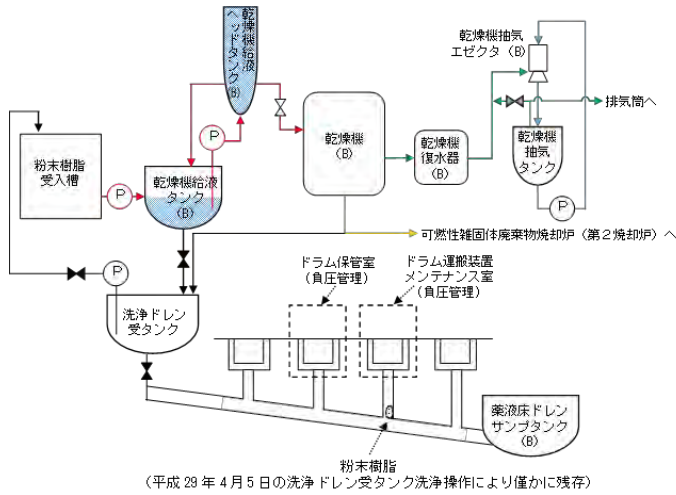 乾燥機給液
ヘッドタンク
(B)
乾燥機抽気
エゼクタ(B)
排気筒へ
P
粉末樹脂
受入槽
P
乾燥機給液
タンク
(B)
乾燥機
(B)
乾燥機
復水器
(B)
乾燥機
抽気
タンク
P
可燃性雑固体廃棄物焼却炉(第2焼却炉)へ
P
洗浄ドレン
受タンク
ドラム保管室
(負圧管理)
ドラム運搬装置
メンテナンス室
(負圧管理)
薬液床ドレン
サンプタンク
(B)
粉末樹脂
(平成29年4月5日の洗浄ドレン受タンク洗浄操作により僅かに残存)